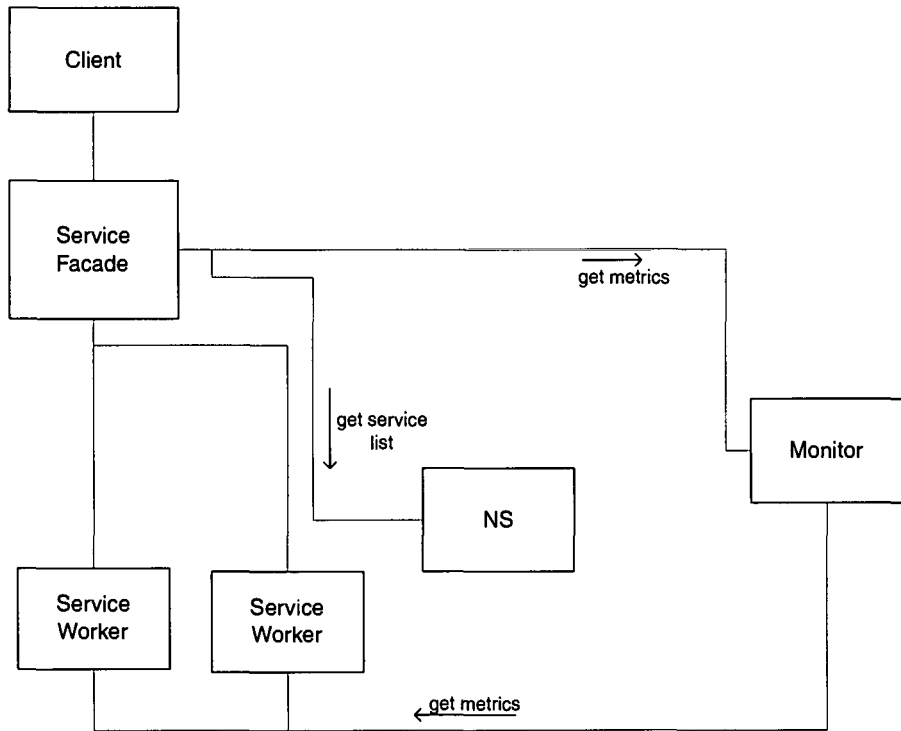 Client
Service
Facade
get metrics
get service
list
Monitor
NS
Service
Worker
Service
Worker
get metrics